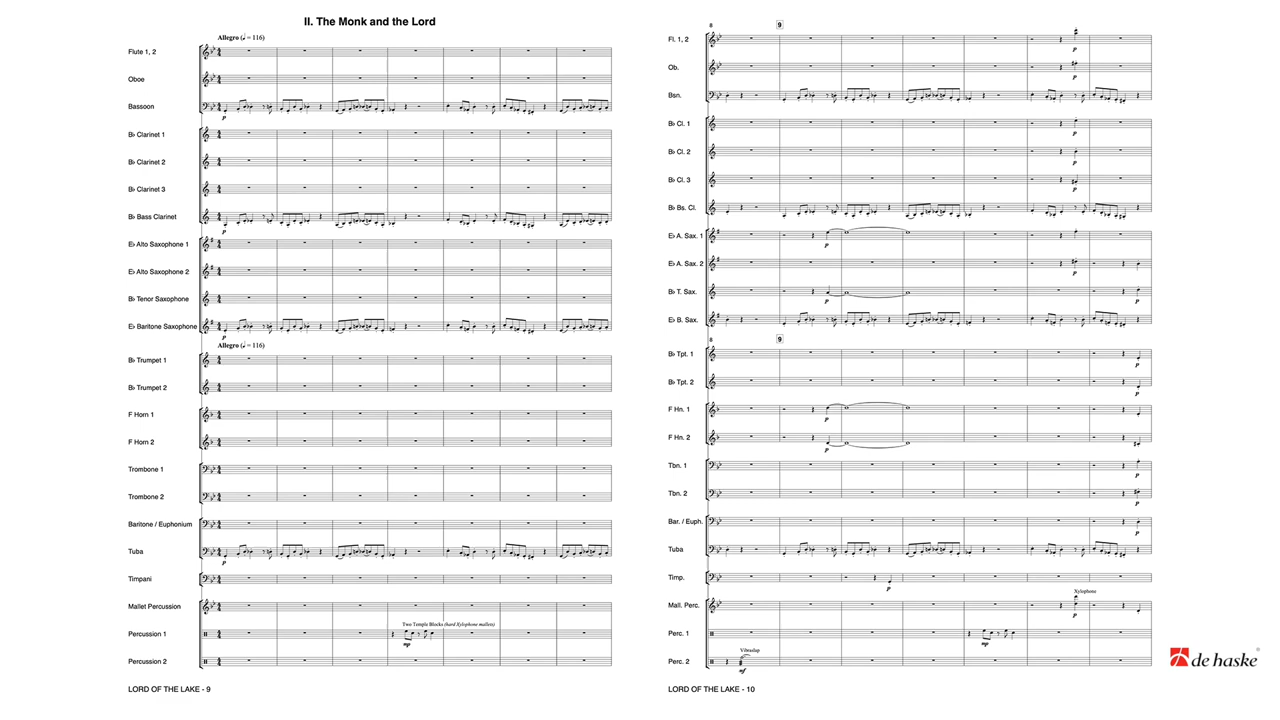 II. The Monk and the Lord
Allegro (♩ = 116)
Flute 1, 2
Oboe
Bassoon
p
B♭ Clarinet 1
B♭ Clarinet 2
B♭ Clarinet 3
B♭ Bass Clarinet
p
E♭ Alto Saxophone 1
E♭ Alto Saxophone 2
B♭ Tenor Saxophone
E♭ Baritone Saxophone
p
Allegro (♩ = 116)
B♭ Trumpet 1
B♭ Trumpet 2
F Horn 1
F Horn 2
Trombone 1
Trombone 2
Baritone / Euphonium
Tuba
p
Timpani
Mallet Percussion
Two Temple Blocks (hard Xylophone mallets)
Percussion 1
mp
Percussion 2
LORD OF THE LAKE - 9
8 9
Fl. 1, 2
p
Ob.
p
Bsn.
B♭ Cl. 1
p
B♭ Cl. 2
p
B♭ Cl. 3
p
B♭ Bs. Cl.
E♭ A. Sax. 1
p
E♭ A. Sax. 2
p
B♭ T. Sax.
p p
E♭ B. Sax.
8 9
B♭ Tpt. 1
p
B♭ Tpt. 2
p
F Hn. 1
p p
F Hn. 2
p p
Tbn. 1
p
Tbn. 2
p
Bar. / Euph.
p
Tuba
Timp.
p
Xylophone
Mall. Perc.
p
Perc. 1
mp
Vibraslap
Perc. 2
mf
LORD OF THE LAKE - 10
de haske®